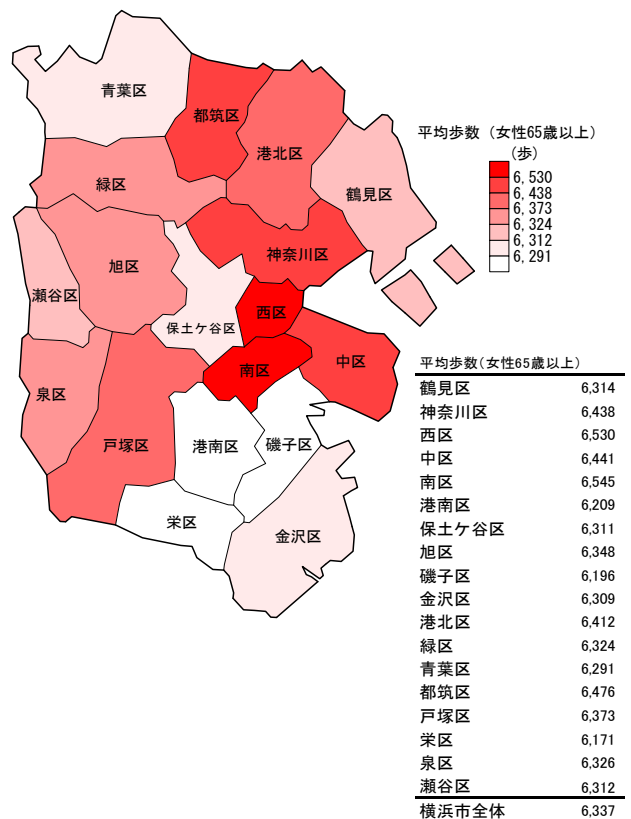 青葉区
都筑区
港北区
鶴見区
緑区
神奈川区
旭区
瀬谷区
保土ケ谷区
西区
南区
中区
泉区
戸塚区
港南区
磯子区
栄区
金沢区
平均歩数 (女性65歳以上)
(歩)
6,530
6,438
6,373
6,324
6,312
6,291
平均歩数(女性65歳以上)
鶴見区 6,314
神奈川区 6,438
西区 6,530
中区 6,441
南区 6,545
港南区 6,209
保土ケ谷区 6,311
旭区 6,348
磯子区 6,196
金沢区 6,309
港北区 6,412
緑区 6,324
青葉区 6,291
都筑区 6,476
戸塚区 6,373
栄区 6,171
泉区 6,326
瀬谷区 6,312
横浜市全体 6,337